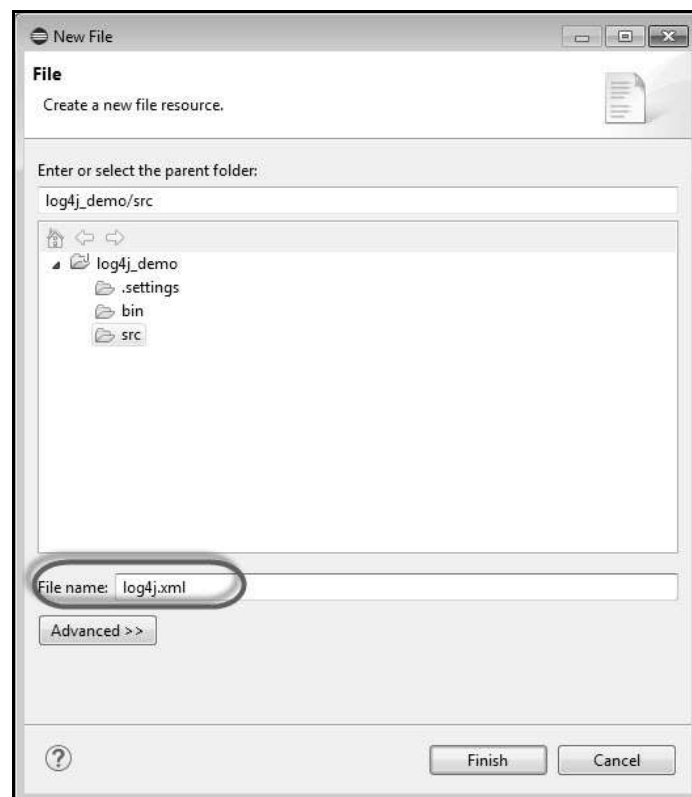 New File
File
Create a new file resource.
Enter or select the parent folder:
log4j_demo/src
log4j_demo
.settings
bin
src
File name: log4j.xml
Advanced >>
?
Finish Cancel